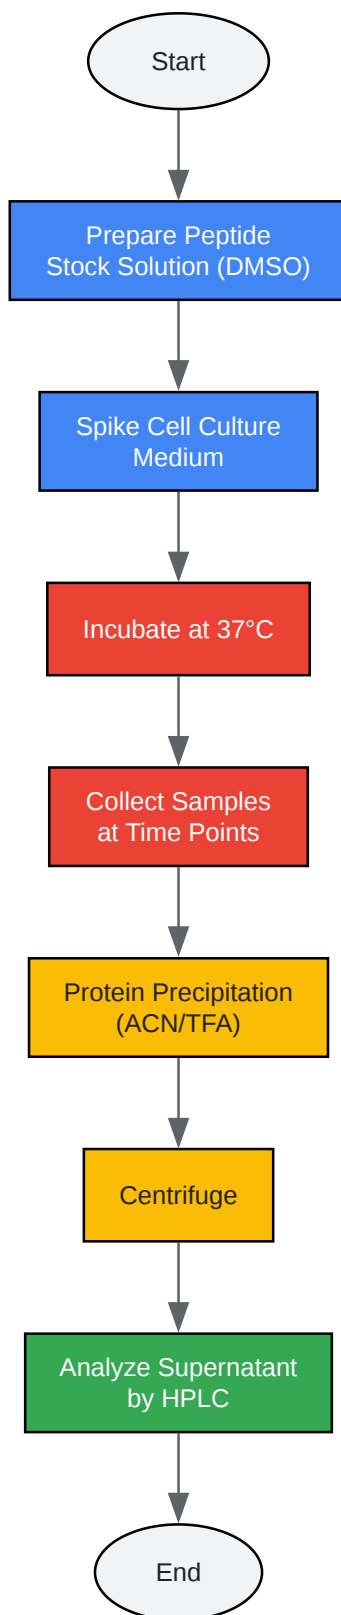 Start
Prepare Peptide
Stock Solution (DMSO)
Spike Cell Culture
Medium
Incubate at 37°C
Collect Samples
at Time Points
Protein Precipitation
(ACN/TFA)
Centrifuge
Analyze Supernatant
by HPLC
End